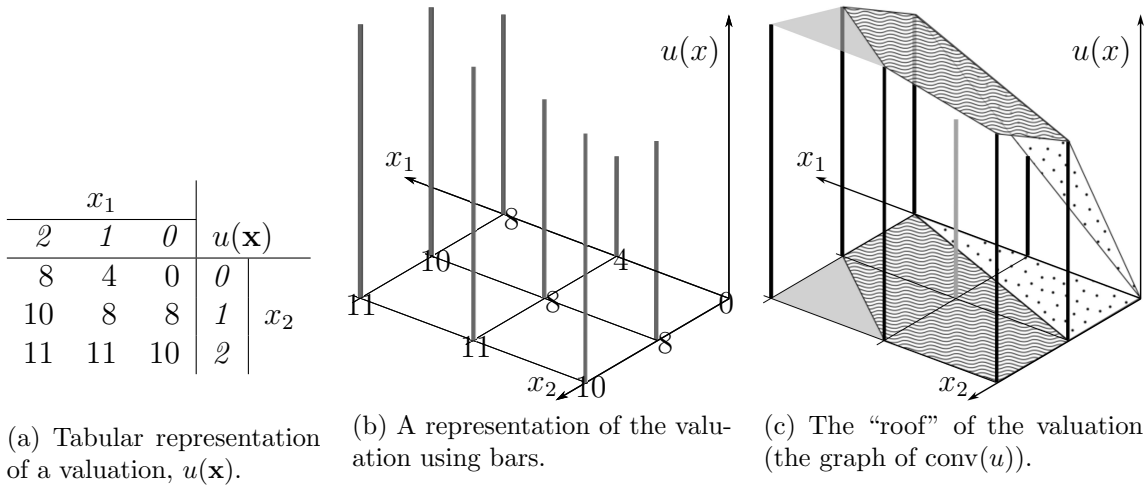 x₁
2 1 0 u(x)
8 4 0 0
10 8 8 1 x₂
11 11 10 2
(a) Tabular representation
of a valuation, u(x).
u(x)
x₁
8
10 4
11 8 0
11 8
x₂ 10
(b) A representation of the valu-
ation using bars.
u(x)
x₁
x₂
(c) The “roof” of the valuation
(the graph of conv(u)).